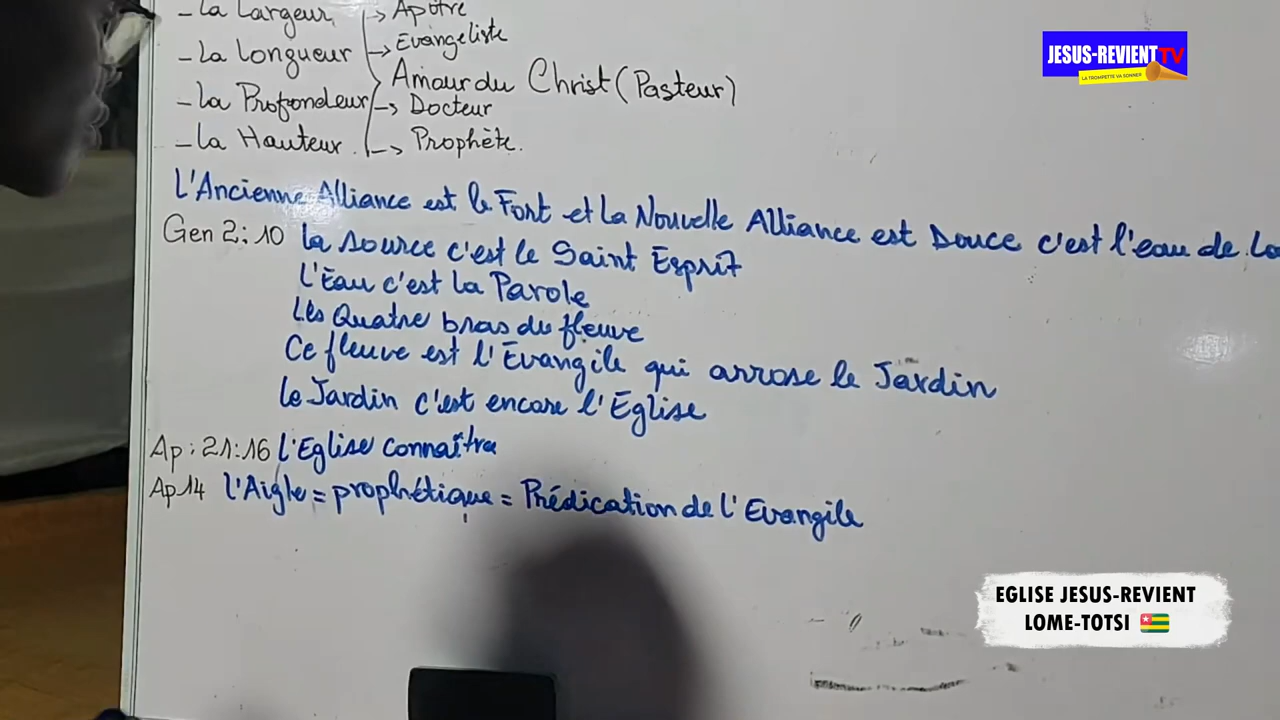 - La Largeur -> Apôtre
- La Longueur -> Evangeliste
Amour du Christ (Pasteur)
- La Profondeur -> Docteur
- La Hauteur. -> Prophète.
L'Ancienne Alliance est le Fort et la Nouvelle Alliance est Douce c'est l'eau de
Gen 2:10 La source c'est le Saint Esprit
L'Eau c'est la Parole
Les Quatre bras du fleuve
Ce fleuve est l'Evangile qui arrose le Jardin
Le Jardin c'est encore l'Eglise
Ap: 21:16 l'Eglise connaîtra
Ap 14 l'Aigle = prophétique = Prédication de l'Evangile
JESUS-REVIENT TV
LA TROMPETTE VA SONNER
EGLISE JESUS-REVIENT
LOME-TOTSI